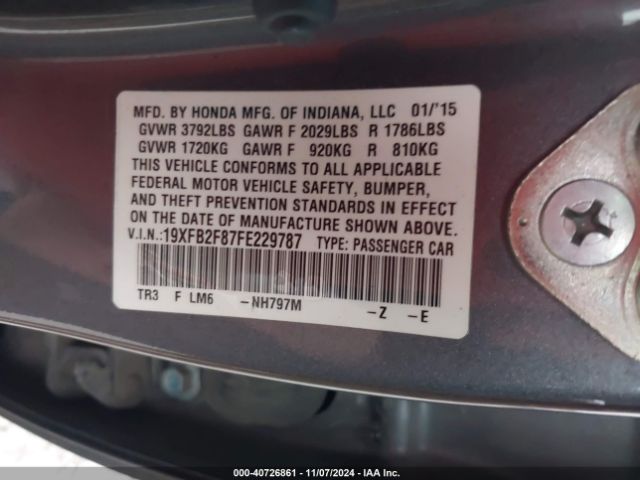 MFD. BY HONDA MFG. OF INDIANA, LLC 01/'15
GVWR 3792LBS GAWR F 2029LBS R 1786LBS
GVWR 1720KG GAWR F 920KG R 810KG
THIS VEHICLE CONFORMS TO ALL APPLICABLE
FEDERAL MOTOR VEHICLE SAFETY, BUMPER,
AND THEFT PREVENTION STANDARDS IN EFFECT
ON THE DATE OF MANUFACTURE SHOWN ABOVE.
V.I.N.:19XFB2F87FE229787 TYPE: PASSENGER CAR
TR3 F LM6 -NH797M -Z -E
000-40726861 - 11/07/2024 - IAA Inc.